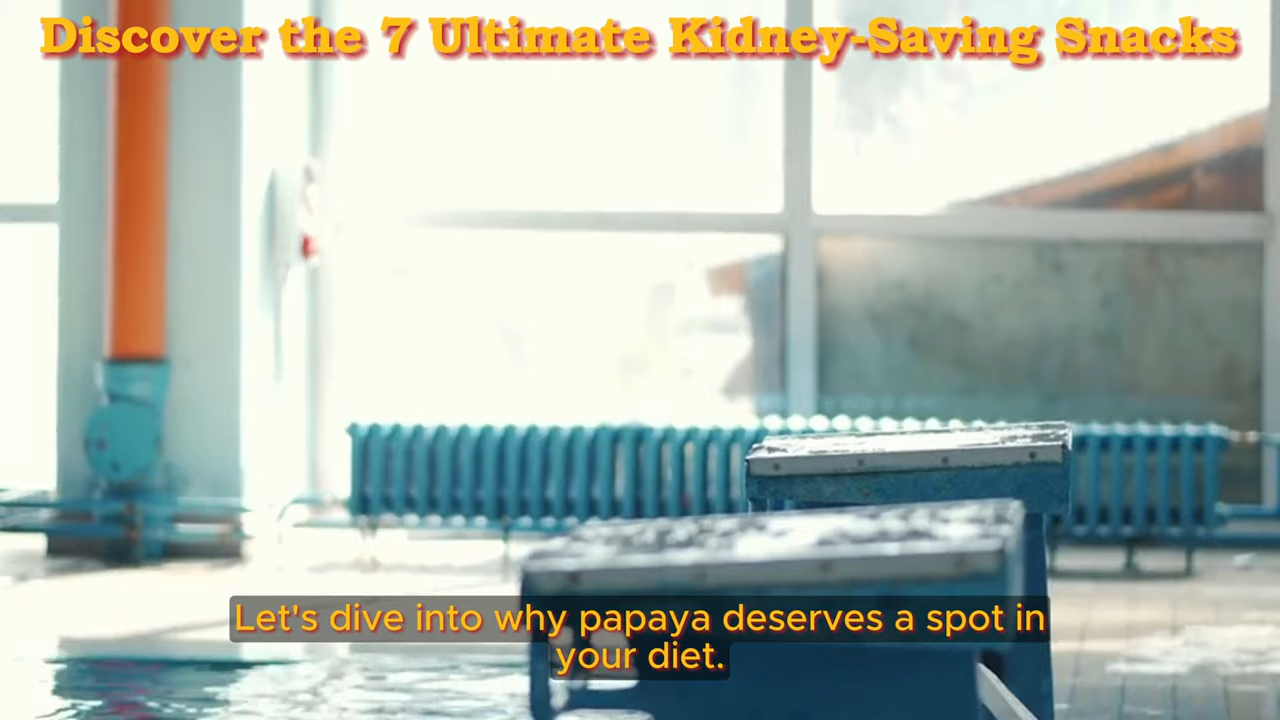 Discover the 7 Ultimate Kidney-Saving Snacks
Let's dive into why papaya deserves a spot in
your diet.